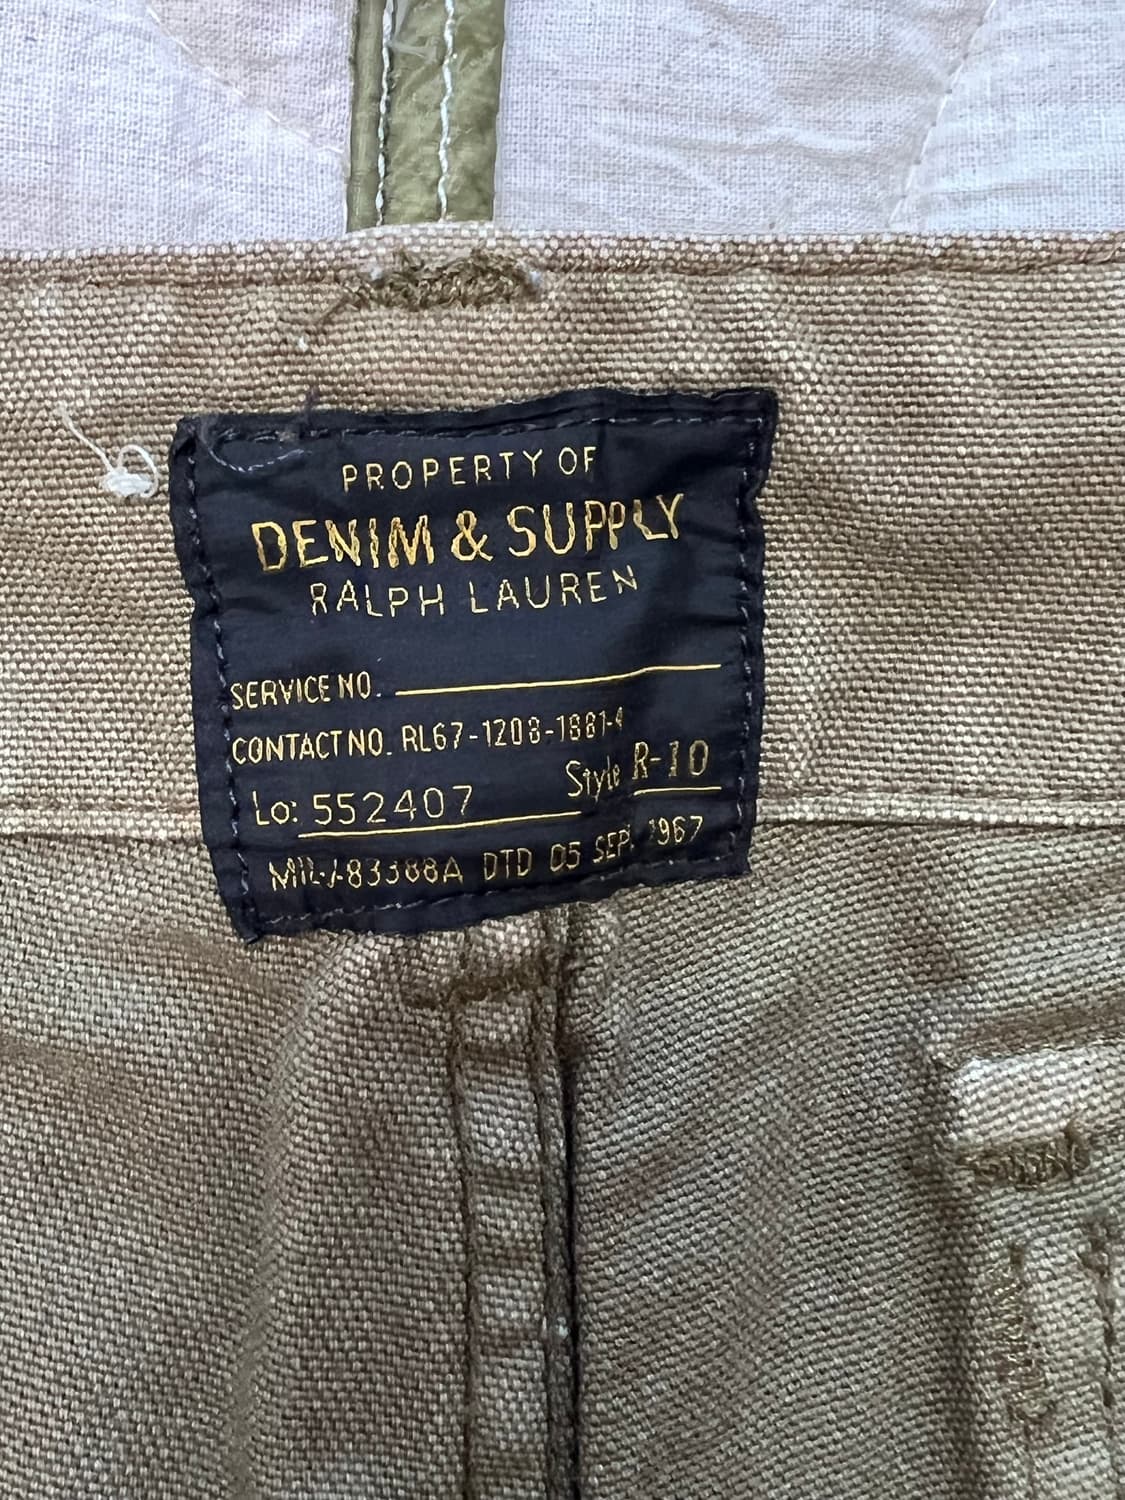 PROPERTY OF
DENIM & SUPPLY
RALPH LAUREN
SERVICE NO.
CONTACT NO. RL67-1208-1881-4
Lo: 552407 Style R-10
MIL-J-83388A DTD 05 SEP. 1967